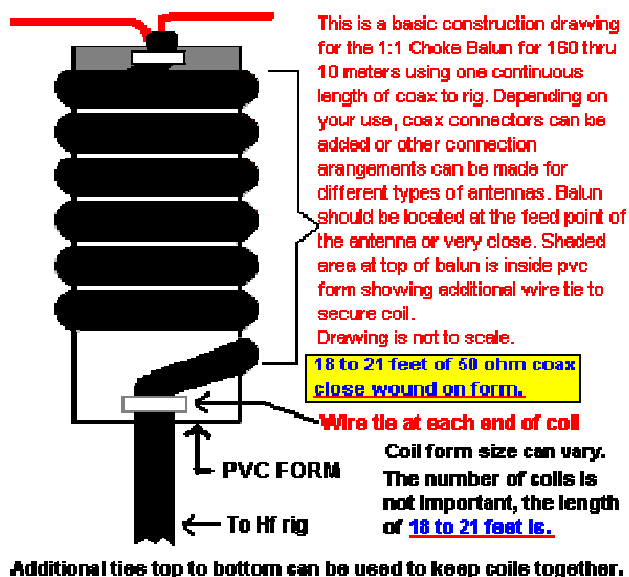 This is a basic construction drawing
for the 1:1 Choke Balun for 160 thru
10 meters using one continuous
length of coax to rig. Depending on
your use, coax connectors can be
added or other connection
arangements can be made for
different types of antennas. Balun
should be located at the feed point of
the antenna or very close. Shaded
area at top of balun is inside pvc
form showing additional wire tie to
secure coil.
Drawing is not to scale.
18 to 21 feet of 50 ohm coax
close wound on form.
Wire tie at each end of coil
Coil form size can vary.
PVC FORM
The number of coils is
not important, the length
of 18 to 21 feet is.
To Hf rig
Additional ties top to bottom can be used to keep coils together.